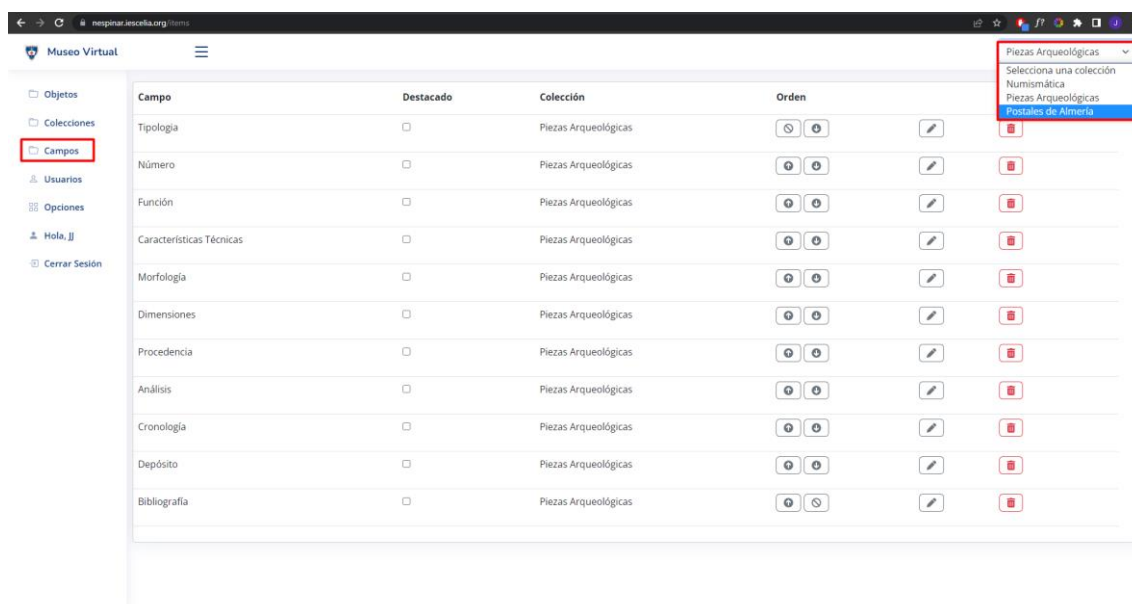 nespinar.iescelia.org/items
Museo Virtual
Piezas Arqueológicas
Selecciona una colección
Numismática
Piezas Arqueológicas
Postales de Almería
Objetos
Colecciones
Campos
Usuarios
Opciones
Hola, JJ
Cerrar Sesión
Campo Destacado Colección Orden
Tipologia Piezas Arqueológicas
Número Piezas Arqueológicas
Función Piezas Arqueológicas
Características Técnicas Piezas Arqueológicas
Morfología Piezas Arqueológicas
Dimensiones Piezas Arqueológicas
Procedencia Piezas Arqueológicas
Análisis Piezas Arqueológicas
Cronología Piezas Arqueológicas
Depósito Piezas Arqueológicas
Bibliografía Piezas Arqueológicas